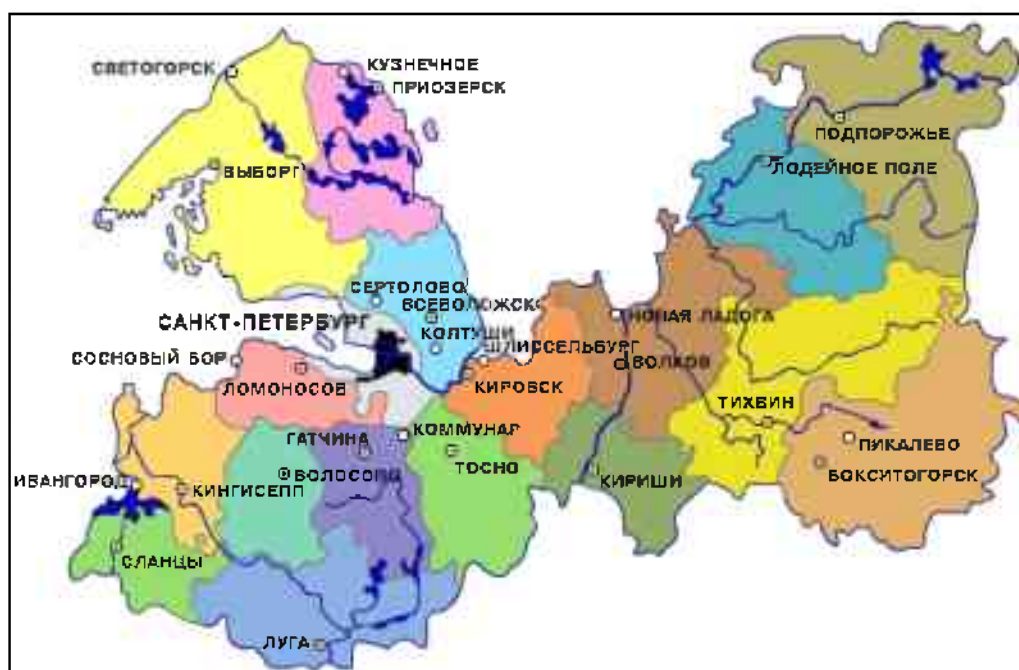 СВЕТОГОРСК
КУЗНЕЧНОЕ
ПРИОЗЕРСК
ПОДПОРОЖЬЕ
ВЫБОРГ
ЛОДЕЙНОЕ ПОЛЕ
СЕРТОЛОВО
ВСЕВОЛОЖСК
САНКТ-ПЕТЕРБУРГ
НОВАЯ ЛАДОГА
КОЛТУШИ
ШЛИССЕЛЬБУРГ
СОСНОВЫЙ БОР
ВОЛХОВ
ЛОМОНОСОВ
КИРОВСК
ТИХВИН
ГАТЧИНА
КОММУНАР
ПИКАЛЕВО
ТОСНО
ВОЛОСОВО
КИРИШИ
БОКСИТОГОРСК
ИВАНГОРОД
КИНГИСЕПП
СЛАНЦЫ
ЛУГА